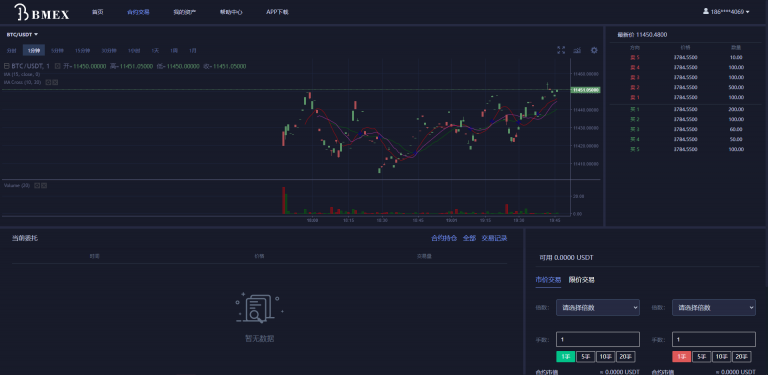 BMEX 首页 合约交易 我的资产 帮助中心 APP下载 186****4069
BTC/USDT
分时 1分钟 5分钟 15分钟 30分钟 1小时 1天 1周 1月
BTC/USDT, 1 开=11450.00000 高=11451.05000 低=11450.00000 收=11451.05000
MA (15, close, 0)
MA Cross (10, 30)
11460.00000
11451.05000
11440.00000
11430.00000
11420.00000
11410.00000
Volume (20)
20.00
0.00
15:00 15:15 15:30 15:45
最新价 11450.4800
方向 价格 数量
卖 5 3784.5500 10.00
卖 4 3784.5500 100.00
卖 3 3784.5500 100.00
卖 2 3784.5500 500.00
卖 1 3784.5500 100.00
买 1 3784.5500 200.00
买 2 3784.5500 100.00
买 3 3784.5500 60.00
买 4 3784.5500 50.00
买 5 3784.5500 100.00
当前委托 合约持仓 全部 交易记录
时间 价格 交易量
暂无数据
可用 0.0000 USDT
市价交易 限价交易
倍数: 请选择倍数 倍数: 请选择倍数
手数: 1 手数: 1
1手 5手 10手 20手 1手 5手 10手 20手
合约市值 ≈ 0.0000 USDT 合约市值 ≈ 0.0000 USDT